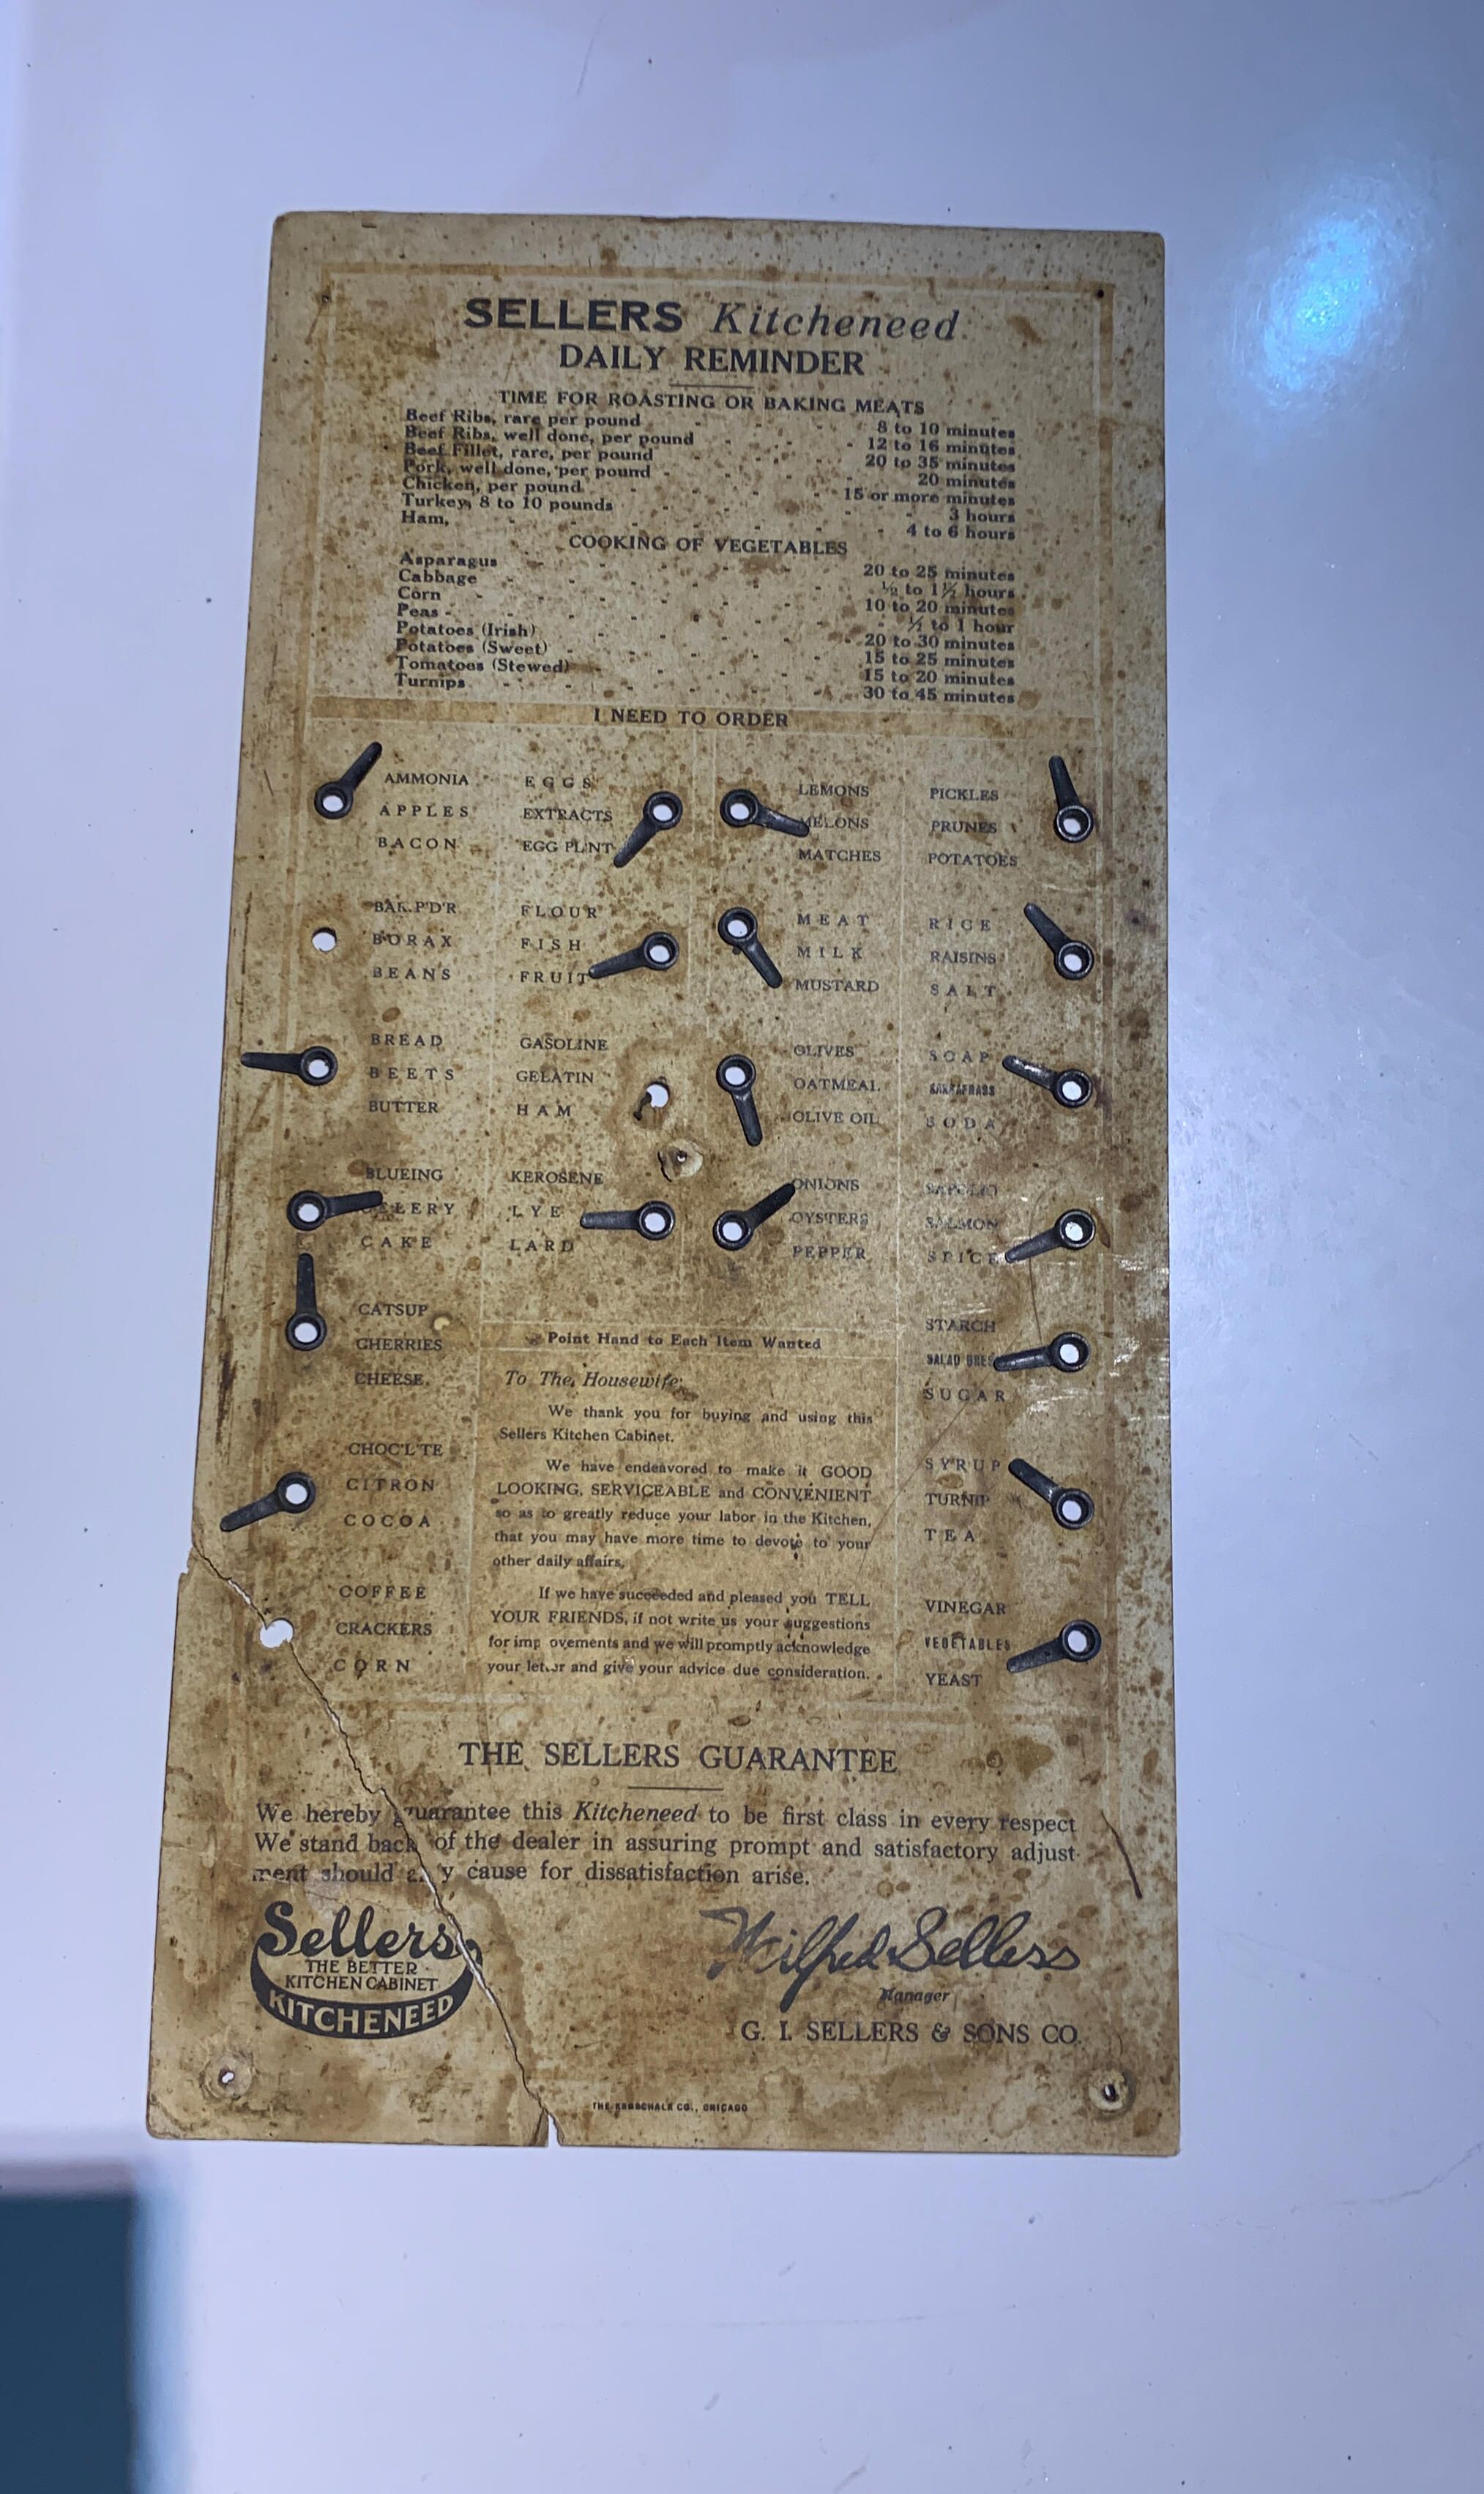 SELLERS Kitcheneed
DAILY REMINDER
TIME FOR ROASTING OR BAKING MEATS
Beef Ribs, rare per pound - - - 8 to 10 minutes
Beef Ribs, well done, per pound - - - 12 to 16 minutes
Beef Fillet, rare, per pound - - - 20 to 35 minutes
Pork, well done, per pound - - - 20 minutes
Chicken, per pound - - - 15 or more minutes
Turkey, 8 to 10 pounds - - - 3 hours
Ham, - - - 4 to 6 hours
COOKING OF VEGETABLES
Asparagus - - - 20 to 25 minutes
Cabbage - - - ½ to 1½ hours
Corn - - - 10 to 20 minutes
Peas - - - ½ to 1 hour
Potatoes (Irish) - - - 20 to 30 minutes
Potatoes (Sweet) - - - 15 to 25 minutes
Tomatoes (Stewed) - - - 15 to 20 minutes
Turnips - - - 30 to 45 minutes
I NEED TO ORDER
AMMONIA
APPLES
BACON
BAK. P'D'R
BORAX
BEANS
BREAD
BEETS
BUTTER
BLUEING
CELERY
CAKE
CATSUP
CHERRIES
CHEESE
CHOC'L'TE
CITRON
COCOA
COFFEE
CRACKERS
CORN
EGGS
EXTRACTS
EGG PL'NT
FLOUR
FISH
FRUIT
GASOLINE
GELATIN
HAM
KEROSENE
LYE
LARD
LEMONS
MELONS
MATCHES
MEAT
MILK
MUSTARD
OLIVES
OATMEAL
OLIVE OIL
ONIONS
OYSTERS
PEPPER
PICKLES
PRUNES
POTATOES
RICE
RAISINS
SALT
SOAP
SODA
SAPOLIO
SALMON
SPICE
STARCH
SALAD DRES
SUGAR
SYRUP
TURNIP
TEA
VINEGAR
VEGETABLES
YEAST
Point Hand to Each Item Wanted
To The Housewife:
We thank you for buying and using this
Sellers Kitchen Cabinet.
We have endeavored to make it GOOD
LOOKING, SERVICEABLE and CONVENIENT
so as to greatly reduce your labor in the Kitchen,
that you may have more time to devote to your
other daily affairs.
If we have succeeded and pleased you TELL
YOUR FRIENDS, if not write us your suggestions
for improvements and we will promptly acknowledge
your letter and give your advice due consideration.
THE SELLERS GUARANTEE
We hereby guarantee this Kitcheneed to be first class in every respect
We stand back of the dealer in assuring prompt and satisfactory adjust-
ment should any cause for dissatisfaction arise.
Sellers
THE BETTER
KITCHEN CABINET
KITCHENEED
Wilfred Sellers
Manager
G. I. SELLERS & SONS CO.
CO., CHICAGO